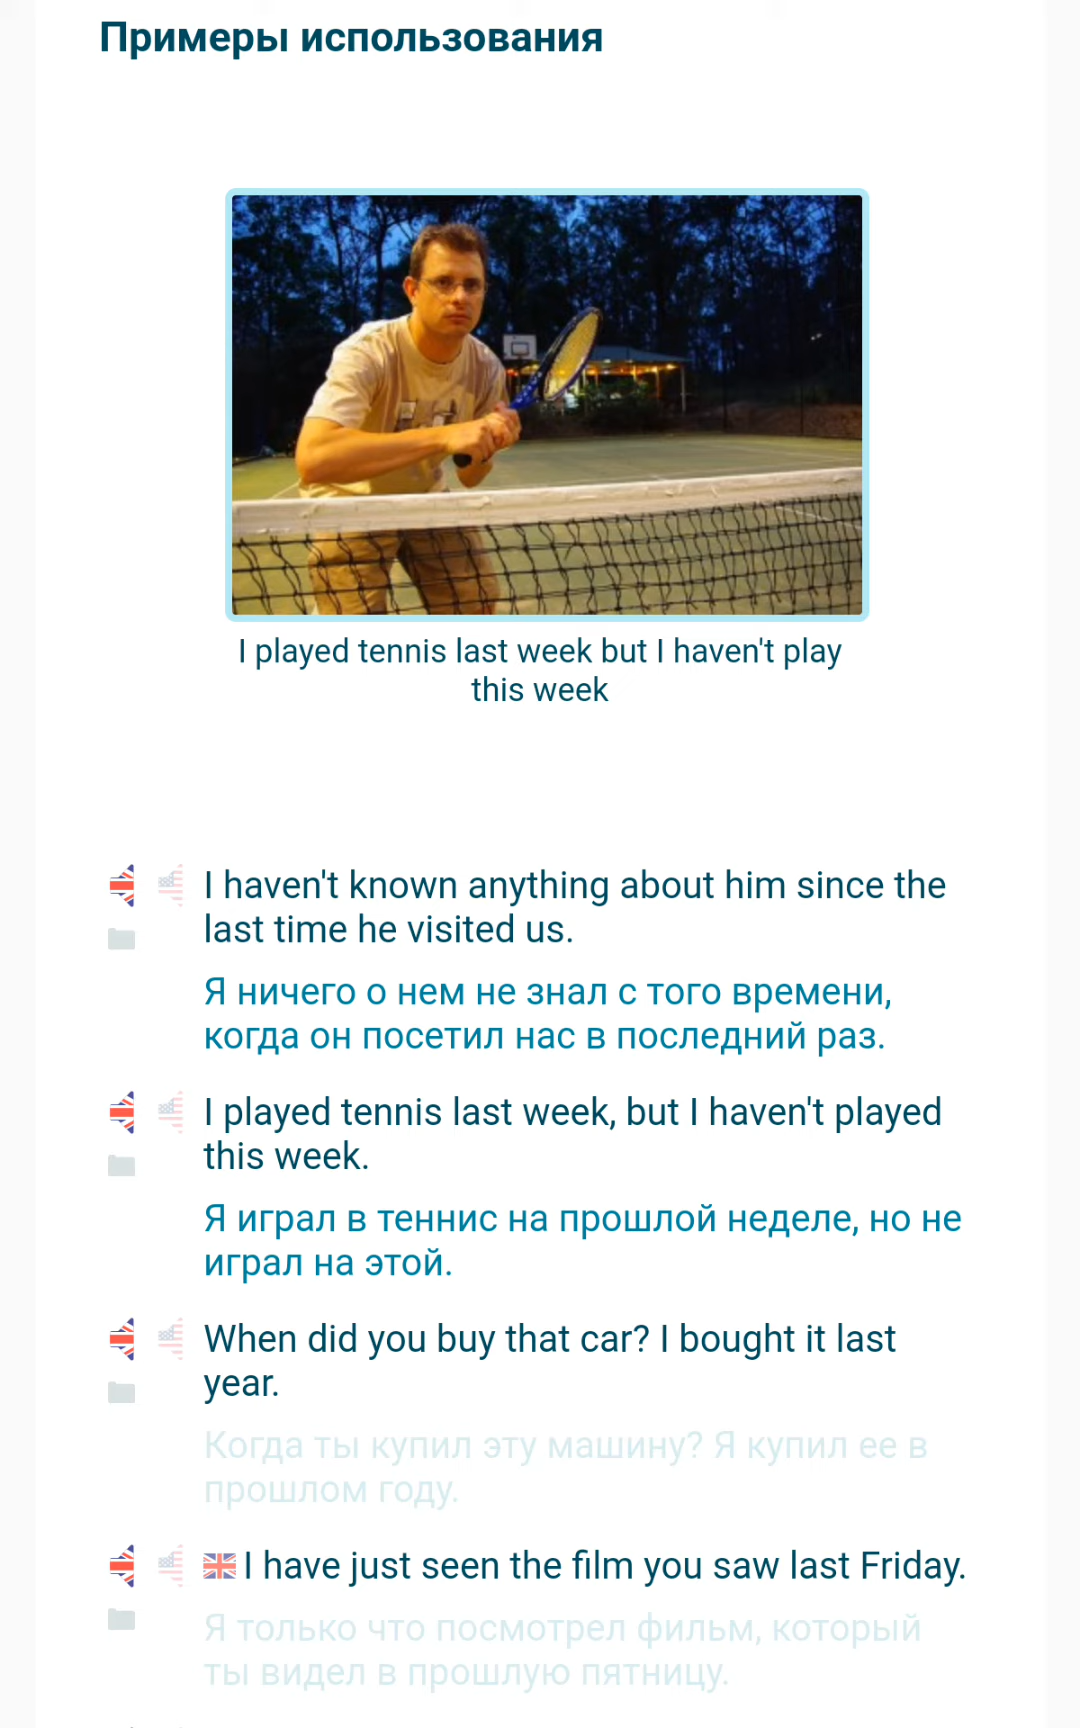 Примеры использования
I played tennis last week but I haven't play
this week
I haven't known anything about him since the
last time he visited us.
Я ничего о нем не знал с того времени,
когда он посетил нас в последний раз.
I played tennis last week, but I haven't played
this week.
Я играл в теннис на прошлой неделе, но не
играл на этой.
When did you buy that car? I bought it last
year.
Когда ты купил эту машину? Я купил ее в
прошлом году.
I have just seen the film you saw last Friday.
Я только что посмотрел фильм, который
ты видел в прошлую пятницу.